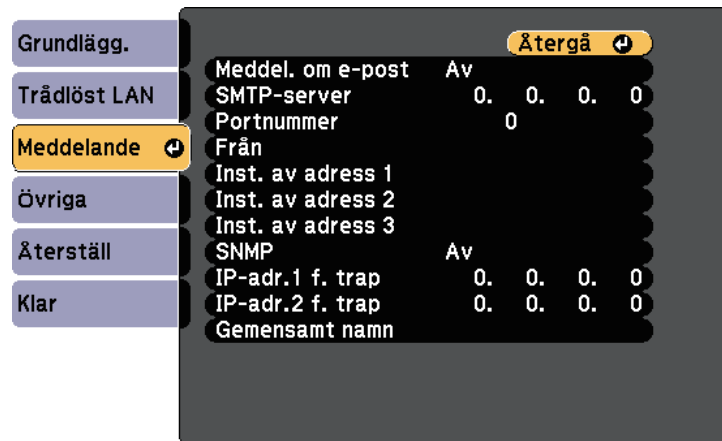 Grundlägg.
Trådlöst LAN
Meddelande
Övriga
Återställ
Klar
Återgå
Meddel. om e-post Av
SMTP-server 0. 0. 0. 0
Portnummer 0
Från
Inst. av adress 1
Inst. av adress 2
Inst. av adress 3
SNMP Av
IP-adr.1 f. trap 0. 0. 0. 0
IP-adr.2 f. trap 0. 0. 0. 0
Gemensamt namn